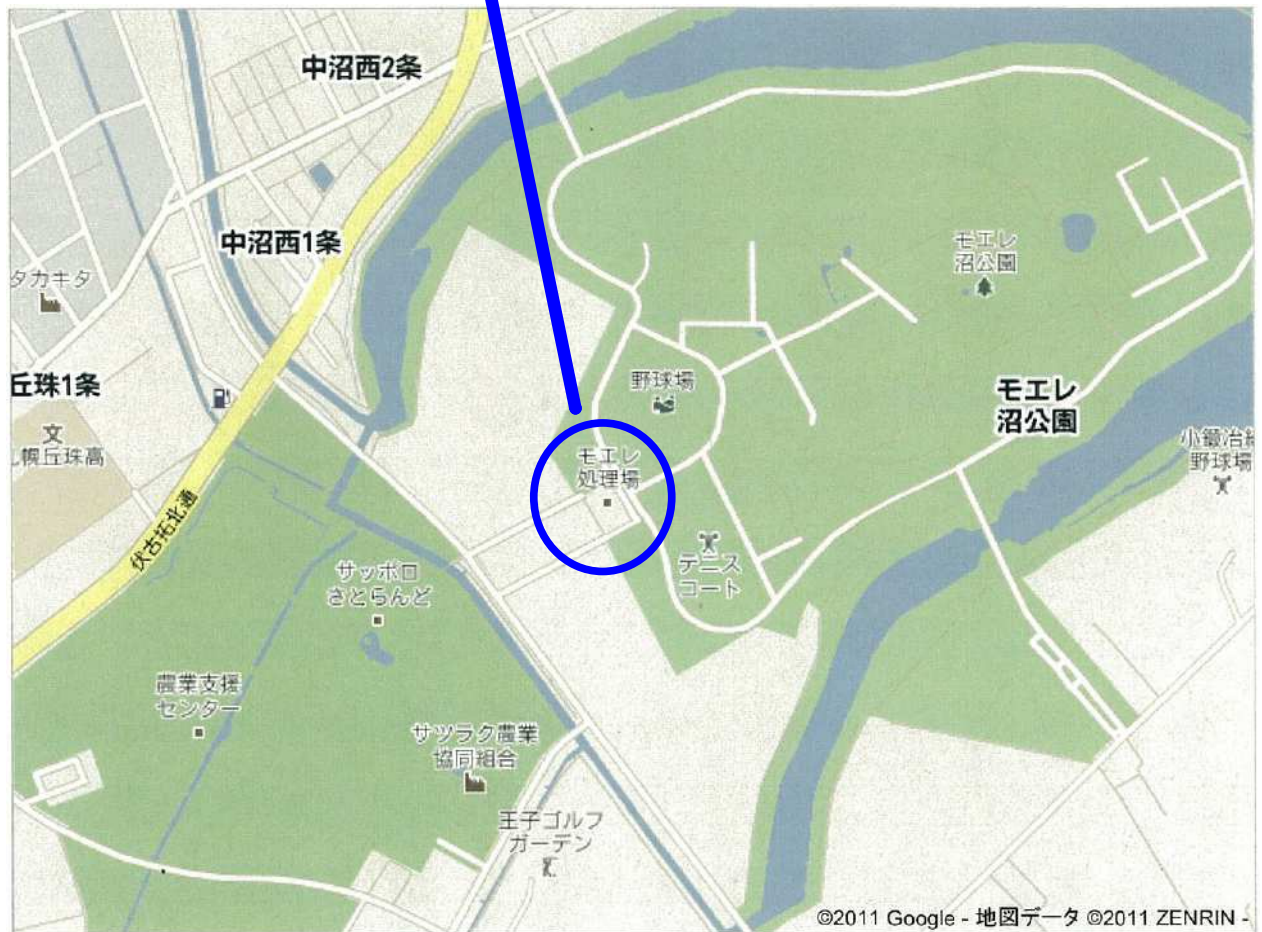 中沼西2条
中沼西1条
タカキタ
丘珠1条
文
幌丘珠高
伏古拓北通
野球場
モエレ
処理場
モエレ
沼公園
モエレ
沼公園
小鍛冶組
野球場
テニス
コート
サッポロ
さとらんど
農業支援
センター
サツラク農業
協同組合
王子ゴルフ
ガーデン
©2011 Google - 地図データ ©2011 ZENRIN -